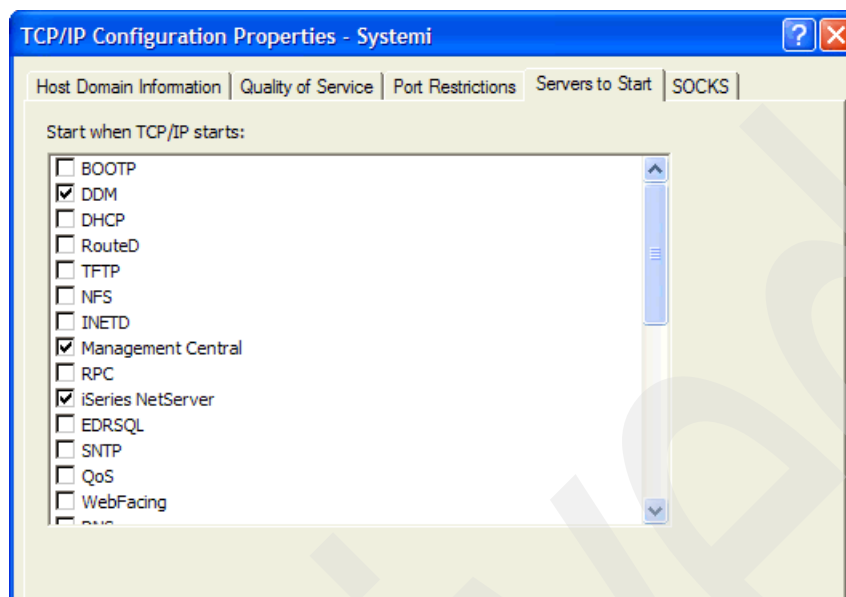 TCP/IP Configuration Properties - Systemi
Host Domain Information Quality of Service Port Restrictions Servers to Start SOCKS
Start when TCP/IP starts:
BOOTP
DDM
DHCP
RouteD
TFTP
NFS
INETD
Management Central
RPC
iSeries NetServer
EDRSQL
SNTP
QoS
WebFacing